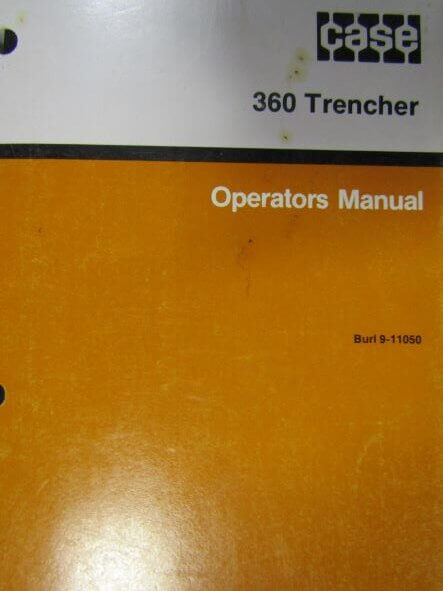 case
360 Trencher
Operators Manual
Burl 9-11050